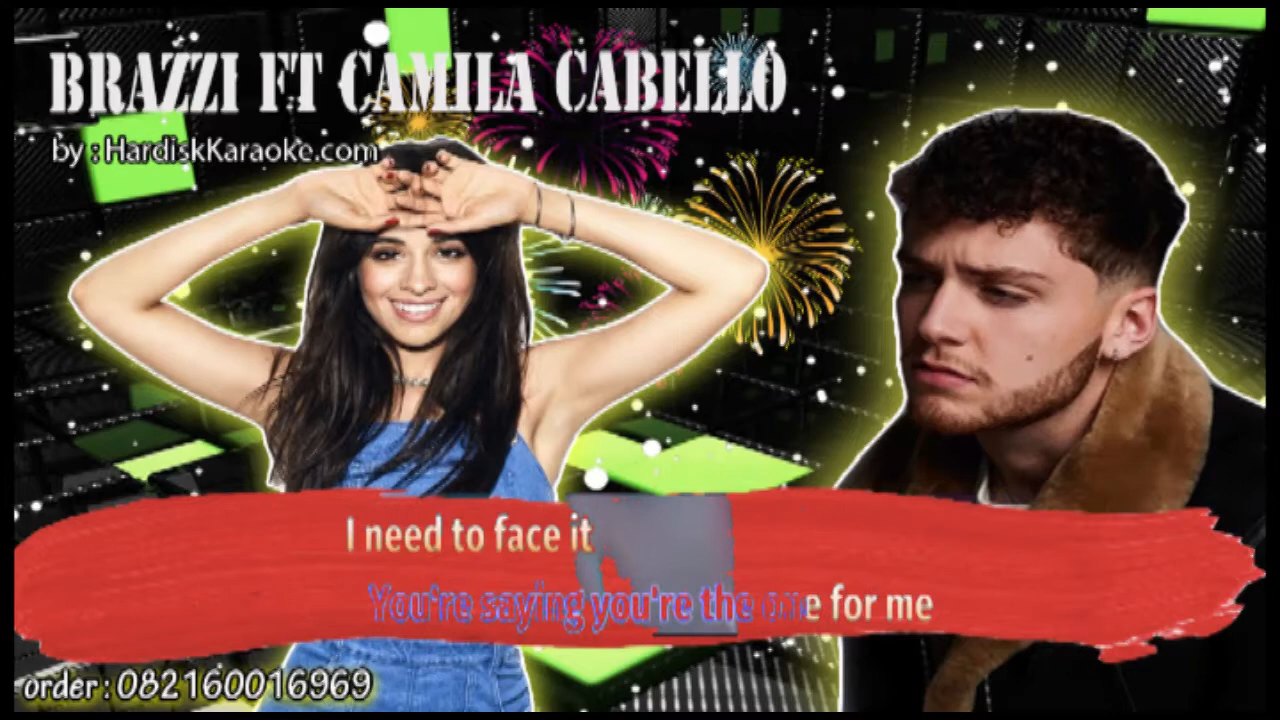 BRAZZI FT CAMILA CABELLO
by : HardiskKaraoke.com
I need to face it
You're saying you're the one for me
order : 082160016969